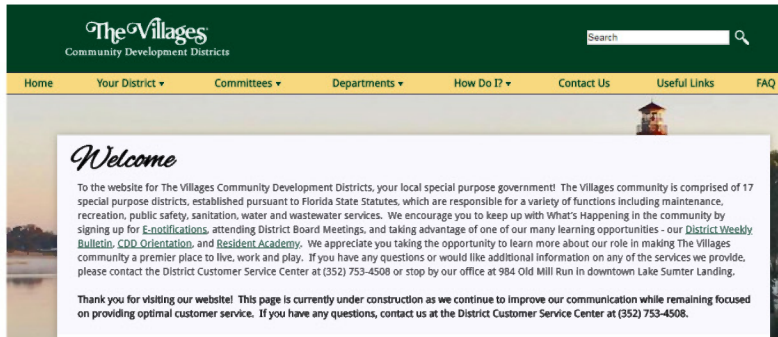 The Villages
Community Development Districts
Search
Home Your District Committees Departments How Do I? Contact Us Useful Links FAQ
Welcome
To the website for The Villages Community Development Districts, your local special purpose government! The Villages community is comprised of 17
special purpose districts, established pursuant to Florida State Statutes, which are responsible for a variety of functions including maintenance,
recreation, public safety, sanitation, water and wastewater services. We encourage you to keep up with What's Happening in the community by
signing up for E-notifications, attending District Board Meetings, and taking advantage of one of our many learning opportunities - our District Weekly
Bulletin, CDD Orientation, and Resident Academy. We appreciate you taking the opportunity to learn more about our role in making The Villages
community a premier place to live, work and play. If you have any questions or would like additional information on any of the services we provide,
please contact the District Customer Service Center at (352) 753-4508 or stop by our office at 984 Old Mill Run in downtown Lake Sumter Landing.
Thank you for visiting our website! This page is currently under construction as we continue to improve our communication while remaining focused
on providing optimal customer service. If you have any questions, contact us at the District Customer Service Center at (352) 753-4508.